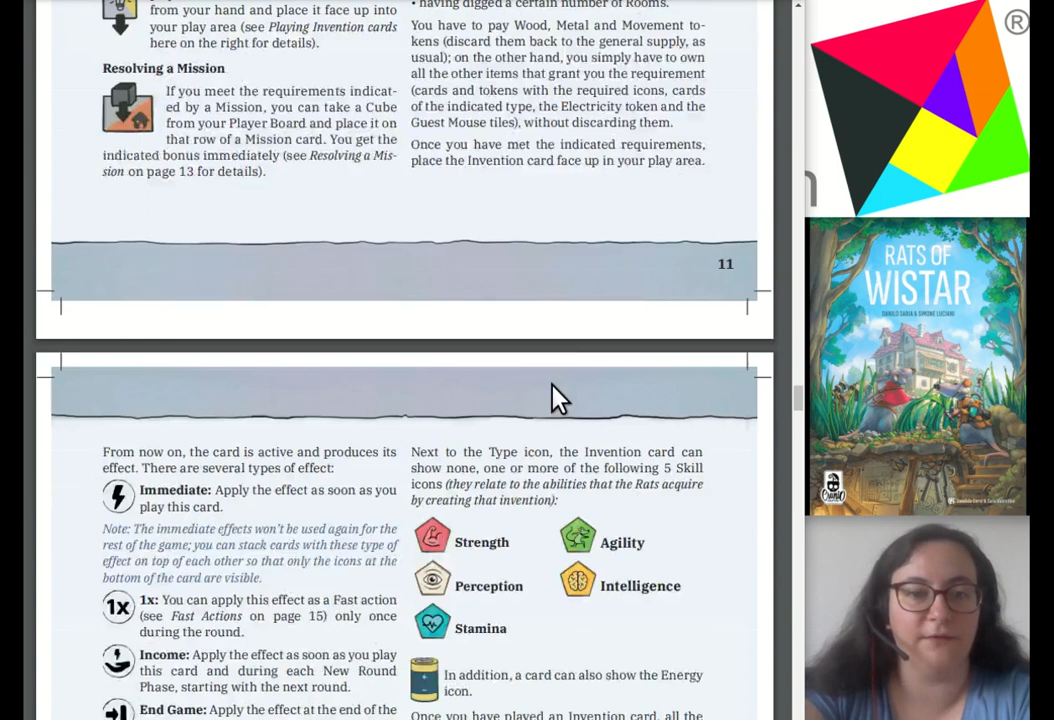 from your hand and place it face up into
your play area (see Playing Invention cards
here on the right for details).
Resolving a Mission
If you meet the requirements indicat-
ed by a Mission, you can take a Cube
from your Player Board and place it on
that row of a Mission card. You get the
indicated bonus immediately (see Resolving a Mis-
sion on page 13 for details).
• having digged a certain number of Rooms.
You have to pay Wood, Metal and Movement to-
kens (discard them back to the general supply, as
usual); on the other hand, you simply have to own
all the other items that grant you the requirement
(cards and tokens with the required icons, cards
of the indicated type, the Electricity token and the
Guest Mouse tiles), without discarding them.
Once you have met the indicated requirements,
place the Invention card face up in your play area.
11
From now on, the card is active and produces its
effect. There are several types of effect:
Immediate: Apply the effect as soon as you
play this card.
Note: The immediate effects won't be used again for the
rest of the game; you can stack cards with these type of
effect on top of each other so that only the icons at the
bottom of the card are visible.
1x 1x: You can apply this effect as a Fast action
(see Fast Actions on page 15) only once
during the round.
Income: Apply the effect as soon as you play
this card and during each New Round
Phase, starting with the next round.
End Game: Apply the effect at the end of the
Next to the Type icon, the Invention card can
show none, one or more of the following 5 Skill
icons (they relate to the abilities that the Rats acquire
by creating that invention):
Strength
Agility
Perception
Intelligence
Stamina
In addition, a card can also show the Energy
icon.
Once you have played an Invention card, all the
®
RATS OF
WISTAR
DANILO SABIA & SIMONE LUCIANI